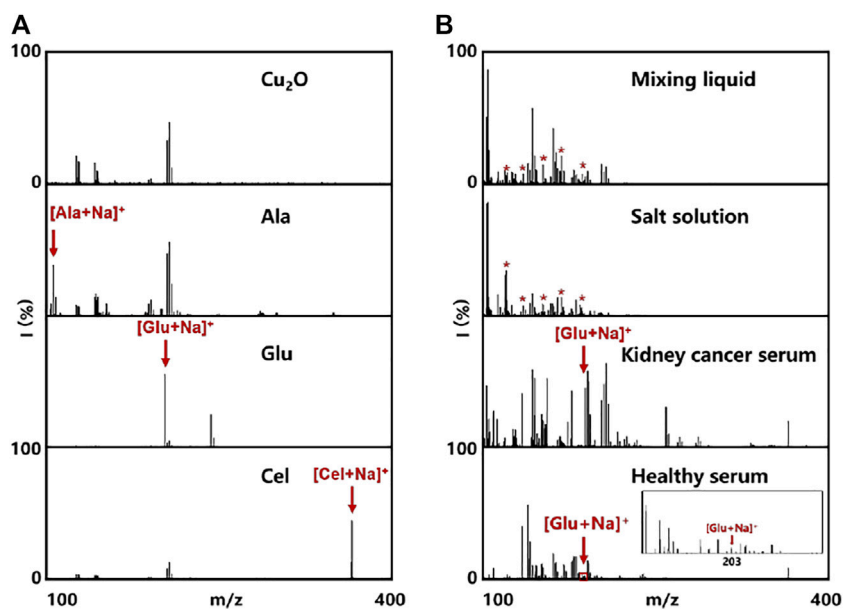 A
100
Cu₂O
0
[Ala+Na]⁺
Ala
I (%)
[Glu+Na]⁺
Glu
100
Cel
[Cel+Na]⁺
0
100
m/z
400
B
100
Mixing liquid
* * * * *
0
Salt solution
* * * * *
I (%)
[Glu+Na]⁺
Kidney cancer serum
100
Healthy serum
[Glu+Na]⁺
[Glu+Na]⁺
203
0
100
m/z
400